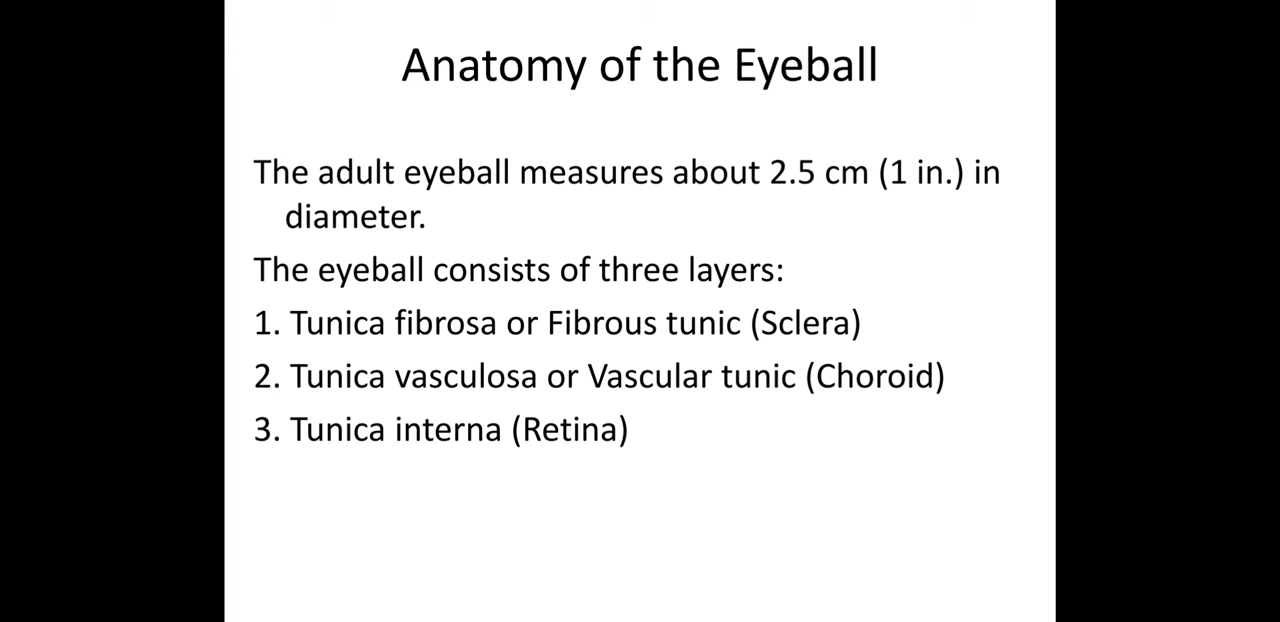 Anatomy of the Eyeball
The adult eyeball measures about 2.5 cm (1 in.) in
diameter.
The eyeball consists of three layers:
1. Tunica fibrosa or Fibrous tunic (Sclera)
2. Tunica vasculosa or Vascular tunic (Choroid)
3. Tunica interna (Retina)